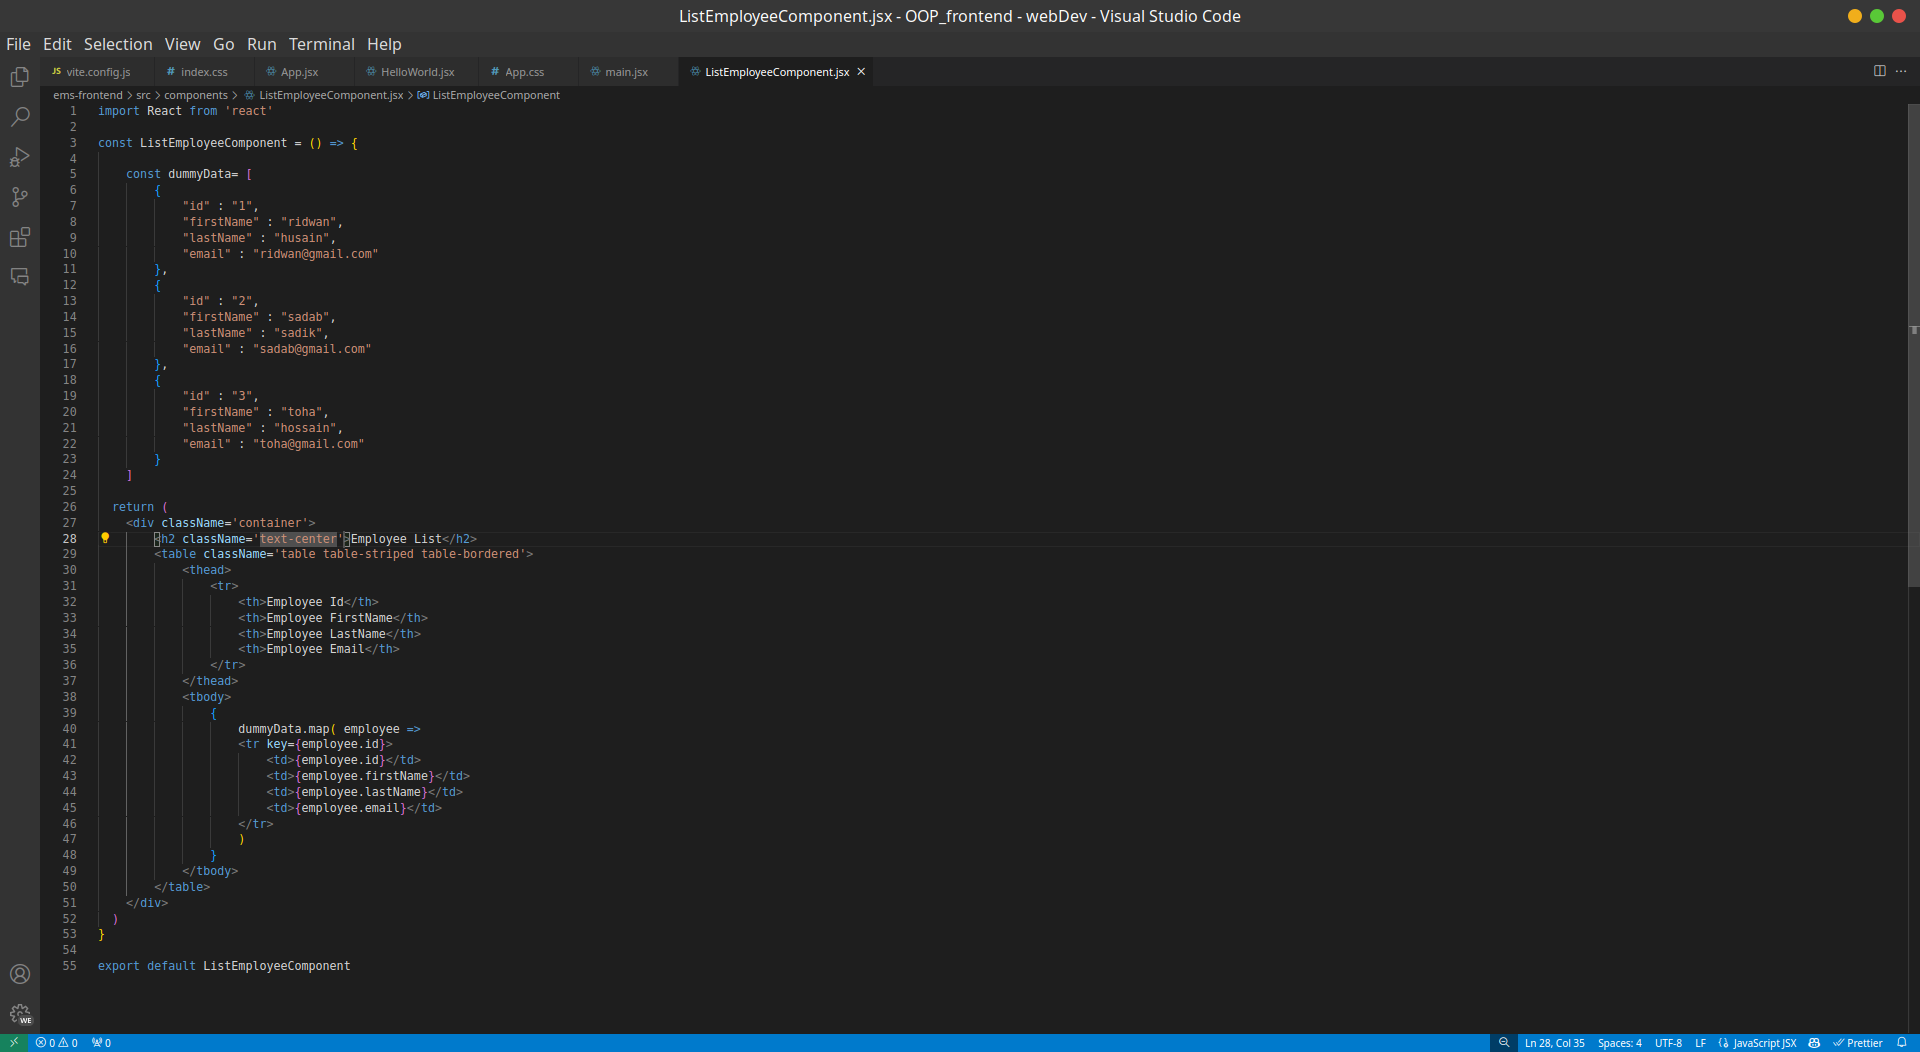 ListEmployeeComponent.jsx - OOP_frontend - webDev - Visual Studio Code
File Edit Selection View Go Run Terminal Help
JS vite.config.js # index.css App.jsx HelloWorld.jsx # App.css main.jsx ListEmployeeComponent.jsx ×
ems-frontend > src > components > ListEmployeeComponent.jsx > ListEmployeeComponent
1 import React from 'react'
2
3 const ListEmployeeComponent = () => {
4
5     const dummyData= [
6         {
7             "id" : "1",
8             "firstName" : "ridwan",
9             "lastName" : "husain",
10             "email" : "ridwan@gmail.com"
11         },
12         {
13             "id" : "2",
14             "firstName" : "sadab",
15             "lastName" : "sadik",
16             "email" : "sadab@gmail.com"
17         },
18         {
19             "id" : "3",
20             "firstName" : "toha",
21             "lastName" : "hossain",
22             "email" : "toha@gmail.com"
23         }
24     ]
25
26   return (
27     <div className='container'>
28         <h2 className='text-center'>Employee List</h2>
29         <table className='table table-striped table-bordered'>
30             <thead>
31                 <tr>
32                     <th>Employee Id</th>
33                     <th>Employee FirstName</th>
34                     <th>Employee LastName</th>
35                     <th>Employee Email</th>
36                 </tr>
37             </thead>
38             <tbody>
39                 {
40                     dummyData.map( employee =>
41                     <tr key={employee.id}>
42                         <td>{employee.id}</td>
43                         <td>{employee.firstName}</td>
44                         <td>{employee.lastName}</td>
45                         <td>{employee.email}</td>
46                     </tr>
47                     )
48                 }
49             </tbody>
50         </table>
51     </div>
52   )
53 }
54
55 export default ListEmployeeComponent
WE
0 0 0 Ln 28, Col 35 Spaces: 4 UTF-8 LF JavaScript JSX Prettier